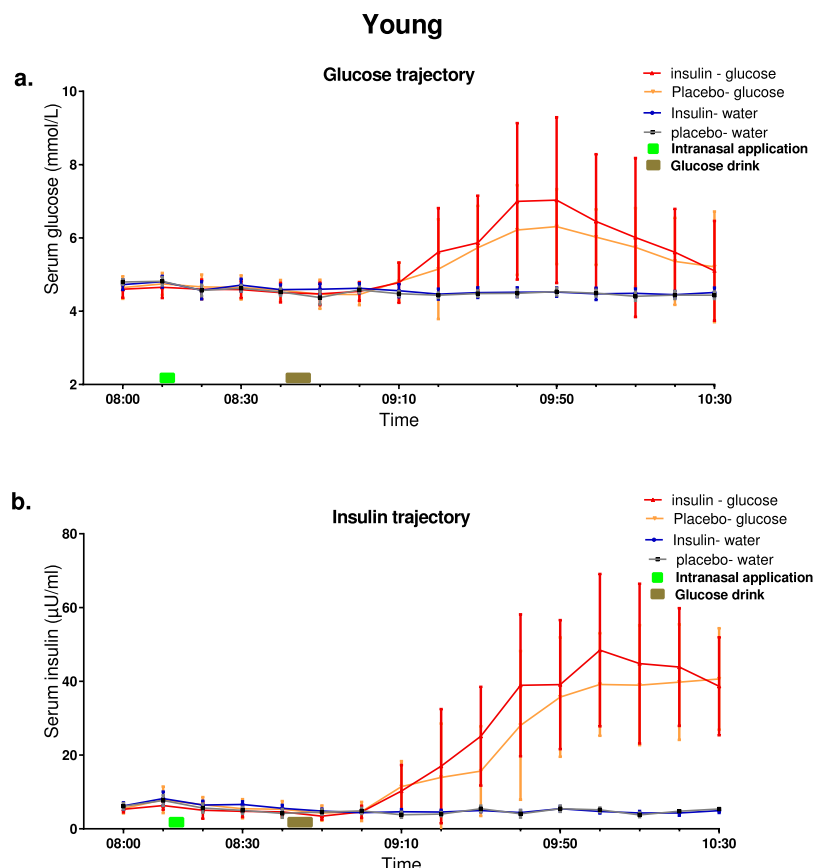 Young
a.
Glucose trajectory
insulin - glucose
Placebo- glucose
Insulin- water
placebo- water
Intranasal application
Glucose drink
Serum glucose (mmol/L)
10
8
6
4
2
08:00 08:30 09:10 09:50 10:30
Time
b.
Insulin trajectory
insulin - glucose
Placebo- glucose
Insulin- water
placebo- water
Intranasal application
Glucose drink
Serum insulin (µU/ml)
80
60
40
20
0
08:00 08:30 09:10 09:50 10:30
Time